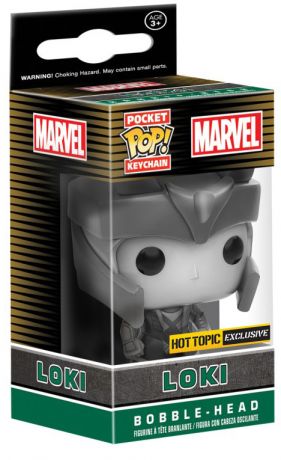 AGE
3+
WARNING! Choking Hazard. May contain small parts.
MARVEL
POCKET
POP!
KEYCHAIN
MARVEL
HOT TOPIC EXCLUSIVE
LOKI
LOKI
BOBBLE-HEAD
FIGURINE À TÊTE BRANLANTE / FIGURA CON CABEZA OSCILANTE